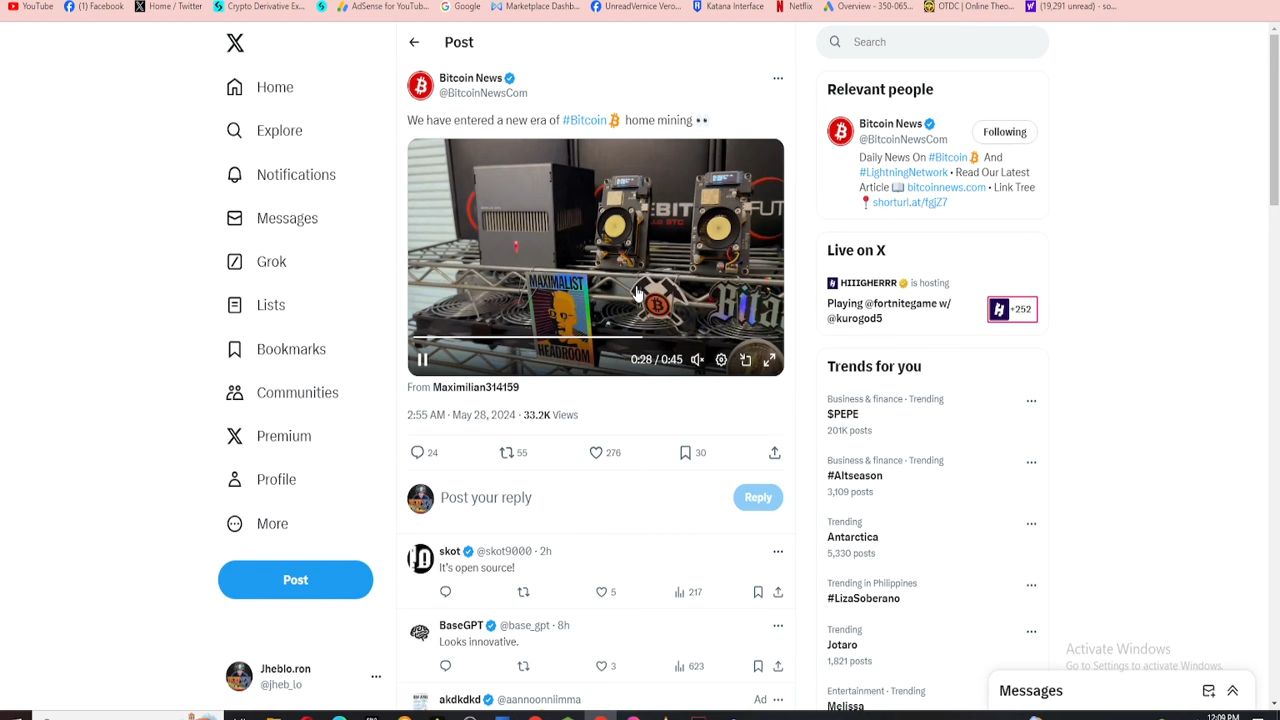 YouTube
(1) Facebook
Home / Twitter
Crypto Derivative Ex...
AdSense for YouTub...
Google
Marketplace Dashb...
UnreadVernice Vero...
Katana Interface
Netflix
Overview - 350-065...
OTDC | Online Theo...
(19,291 unread) - so...
Post
Search
Home
Explore
Notifications
Messages
Grok
Lists
Bookmarks
Communities
Premium
Profile
More
Post
Jheblo.ron
@jheb_lo
Bitcoin News
@BitcoinNewsCom
We have entered a new era of #Bitcoin home mining
MAXIMALIST
HEADROOM
0:28 / 0:45
From Maximilian314159
2:55 AM · May 28, 2024 · 33.2K Views
24
55
276
30
Post your reply
Reply
skot @skot9000 · 2h
It's open source!
5
217
BaseGPT @base_gpt · 8h
Looks innovative.
3
623
akdkdkd @aannoonniimma
Ad
Relevant people
Bitcoin News
@BitcoinNewsCom
Following
Daily News On #Bitcoin And
#LightningNetwork • Read Our Latest
Article bitcoinnews.com • Link Tree
shorturl.at/fgjZ7
Live on X
HIIIGHERRR is hosting
Playing @fortnitegame w/
@kurogod5
+252
Trends for you
Business & finance · Trending
$PEPE
201K posts
Business & finance · Trending
#Altseason
3,109 posts
Trending
Antarctica
5,330 posts
Trending in Philippines
#LizaSoberano
Trending
Jotaro
1,821 posts
Entertainment · Trending
Melissa
Activate Windows
Go to Settings to activate Windows.
Messages
12:09 PM